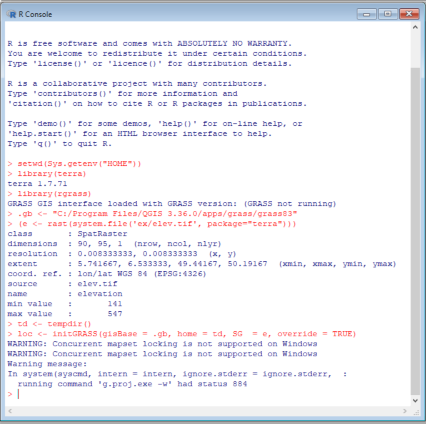 R Console
R is free software and comes with ABSOLUTELY NO WARRANTY.
You are welcome to redistribute it under certain conditions.
Type 'license()' or 'licence()' for distribution details.
R is a collaborative project with many contributors.
Type 'contributors()' for more information and
'citation()' on how to cite R or R packages in publications.
Type 'demo()' for some demos, 'help()' for on-line help, or
'help.start()' for an HTML browser interface to help.
Type 'q()' to quit R.
> setwd(Sys.getenv("HOME"))
> library(terra)
terra 1.7.71
> library(rgrass)
GRASS GIS interface loaded with GRASS version: (GRASS not running)
> .gb <- "C:/Program Files/QGIS 3.36.0/apps/grass/grass83"
> (e <- rast(system.file('ex/elev.tif', package="terra")))
class       : SpatRaster
dimensions  : 90, 95, 1  (nrow, ncol, nlyr)
resolution  : 0.008333333, 0.008333333  (x, y)
extent      : 5.741667, 6.533333, 49.44167, 50.19167  (xmin, xmax, ymin, ymax)
coord. ref. : lon/lat WGS 84 (EPSG:4326)
source      : elev.tif
name        : elevation
min value   :       141
max value   :       547
> td <- tempdir()
> loc <- initGRASS(gisBase = .gb, home = td, SG = e, override = TRUE)
WARNING: Concurrent mapset locking is not supported on Windows
WARNING: Concurrent mapset locking is not supported on Windows
Warning message:
In system(syscmd, intern = intern, ignore.stderr = ignore.stderr,  :
  running command 'g.proj.exe -w' had status 884
>